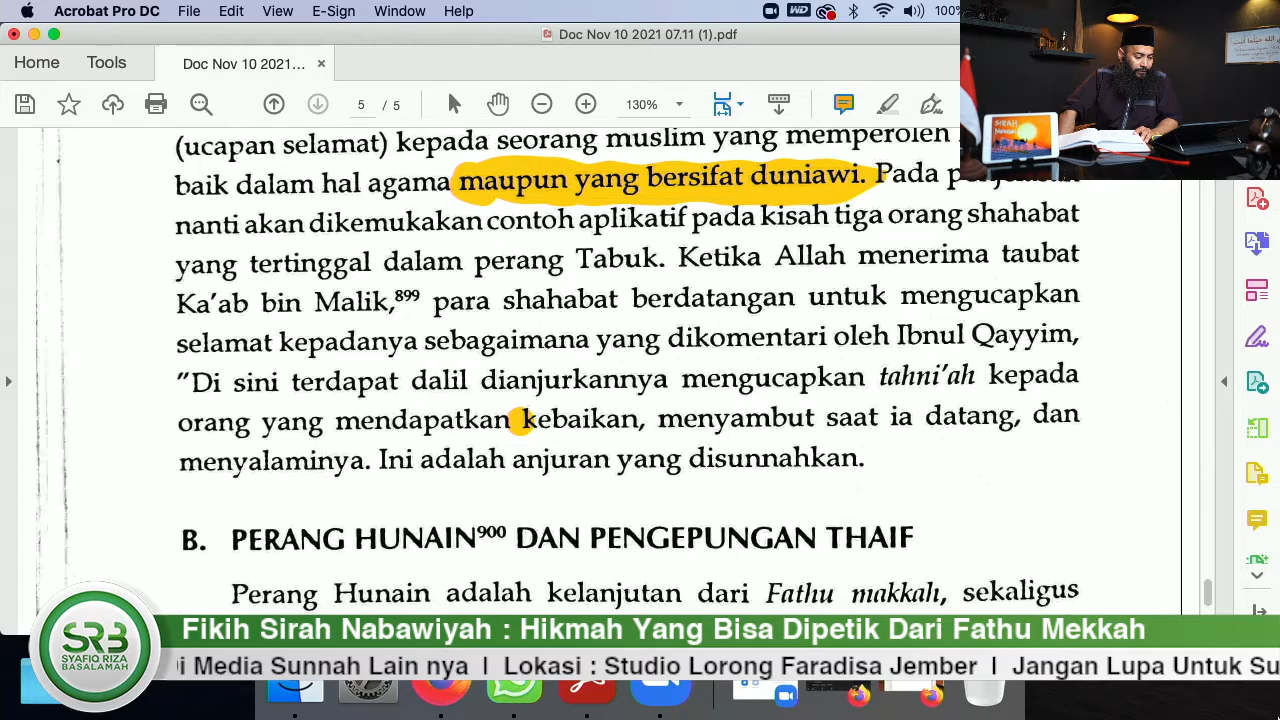 Acrobat Pro DC File Edit View E-Sign Window Help 100%
Doc Nov 10 2021 07.11 (1).pdf
Home Tools Doc Nov 10 2021... ×
5 / 5 130%
(ucapan selamat) kepada seorang muslim yang memperoleh
baik dalam hal agama maupun yang bersifat duniawi. Pada
nanti akan dikemukakan contoh aplikatif pada kisah tiga orang shahabat
yang tertinggal dalam perang Tabuk. Ketika Allah menerima taubat
Ka'ab bin Malik,⁸⁹⁹ para shahabat berdatangan untuk mengucapkan
selamat kepadanya sebagaimana yang dikomentari oleh Ibnul Qayyim,
"Di sini terdapat dalil dianjurkannya mengucapkan tahni'ah kepada
orang yang mendapatkan kebaikan, menyambut saat ia datang, dan
menyalaminya. Ini adalah anjuran yang disunnahkan.
B. PERANG HUNAIN⁹⁰⁰ DAN PENGEPUNGAN THAIF
Perang Hunain adalah kelanjutan dari Fathu makkah, sekaligus
SRB
SYAFIQ RIZA
BASALAMAH
Fikih Sirah Nabawiyah : Hikmah Yang Bisa Dipetik Dari Fathu Mekkah
Di Media Sunnah Lain nya | Lokasi : Studio Lorong Faradisa Jember | Jangan Lupa Untuk Su